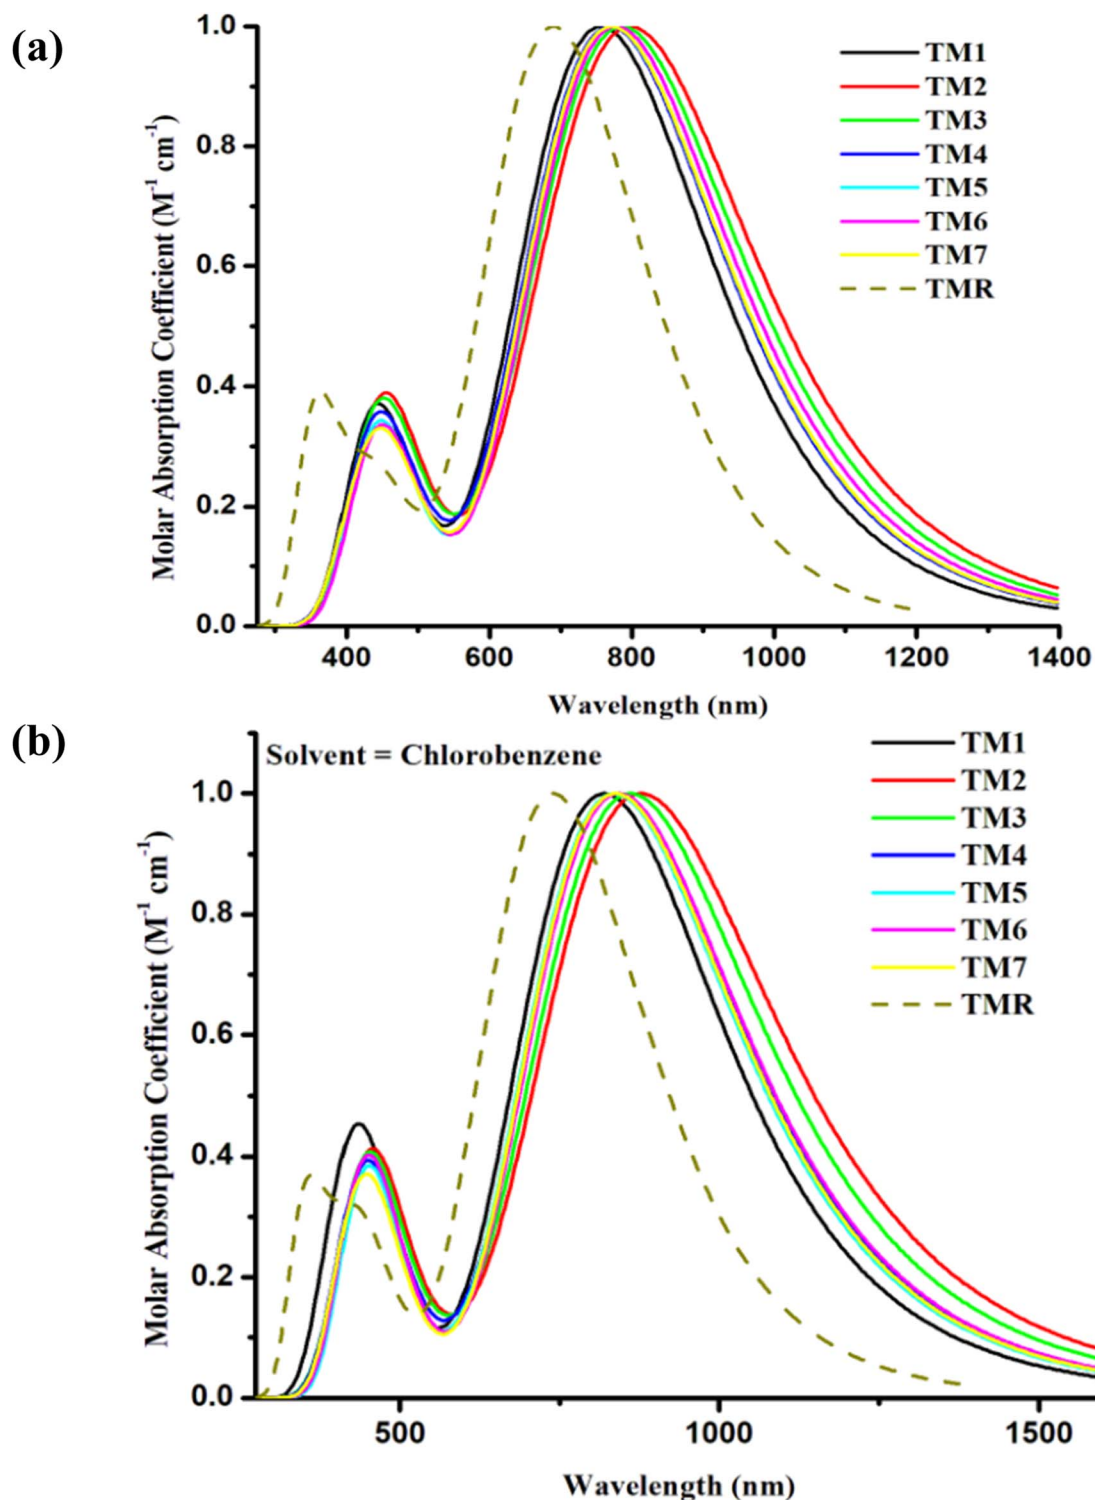 (a)
Molar Absorption Coefficient (M⁻¹ cm⁻¹)
1.0
0.8
0.6
0.4
0.2
0.0
TM1
TM2
TM3
TM4
TM5
TM6
TM7
TMR
400 600 800 1000 1200 1400
Wavelength (nm)
(b)
Solvent = Chlorobenzene
Molar Absorption Coefficient (M⁻¹ cm⁻¹)
1.0
0.8
0.6
0.4
0.2
0.0
TM1
TM2
TM3
TM4
TM5
TM6
TM7
TMR
500 1000 1500
Wavelength (nm)